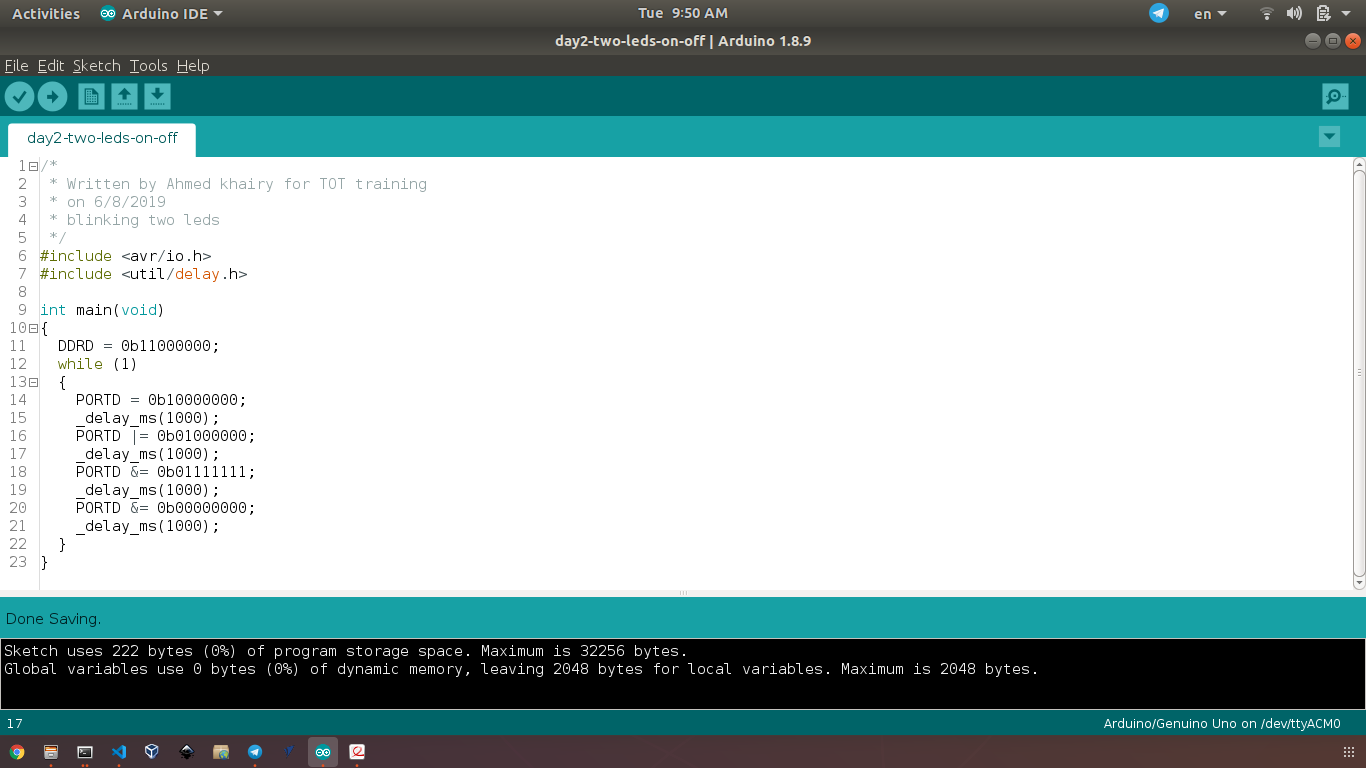 Activities Arduino IDE Tue 9:50 AM en
day2-two-leds-on-off | Arduino 1.8.9
File Edit Sketch Tools Help
day2-two-leds-on-off
1 /*
2  * Written by Ahmed khairy for TOT training
3  * on 6/8/2019
4  * blinking two leds
5  */
6 #include <avr/io.h>
7 #include <util/delay.h>
8
9 int main(void)
10 {
11   DDRD = 0b11000000;
12   while (1)
13   {
14     PORTD = 0b10000000;
15     _delay_ms(1000);
16     PORTD |= 0b01000000;
17     _delay_ms(1000);
18     PORTD &= 0b01111111;
19     _delay_ms(1000);
20     PORTD &= 0b00000000;
21     _delay_ms(1000);
22   }
23 }
Done Saving.
Sketch uses 222 bytes (0%) of program storage space. Maximum is 32256 bytes.
Global variables use 0 bytes (0%) of dynamic memory, leaving 2048 bytes for local variables. Maximum is 2048 bytes.
17 Arduino/Genuino Uno on /dev/ttyACM0